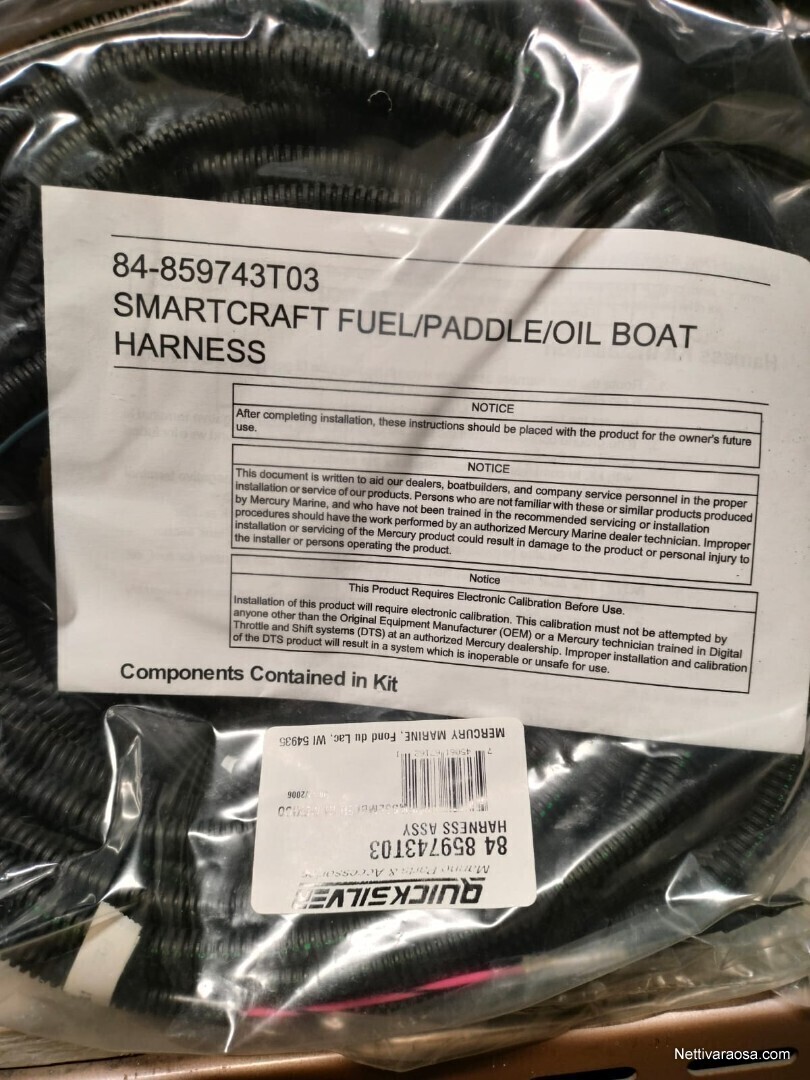 84-859743T03
SMARTCRAFT FUEL/PADDLE/OIL BOAT
HARNESS
NOTICE
After completing installation, these instructions should be placed with the product for the owner's future
use.
NOTICE
This document is written to aid our dealers, boatbuilders, and company service personnel in the proper
installation or service of our products. Persons who are not familiar with these or similar products produced
by Mercury Marine, and who have not been trained in the recommended servicing or installation
procedures should have the work performed by an authorized Mercury Marine dealer technician. Improper
installation or servicing of the Mercury product could result in damage to the product or personal injury to
the installer or persons operating the product.
Notice
This Product Requires Electronic Calibration Before Use.
Installation of this product will require electronic calibration. This calibration must not be attempted by
anyone other than the Original Equipment Manufacturer (OEM) or a Mercury technician trained in Digital
Throttle and Shift systems (DTS) at an authorized Mercury dealership. Improper installation and calibration
of the DTS product will result in a system which is inoperable or unsafe for use.
Components Contained in Kit
QUICKSILVER
Marine Parts & Accessories
84 859743T03
HARNESS ASSY
MERCURY MARINE, Fond du Lac, WI 54935
Nettivaraosa.com